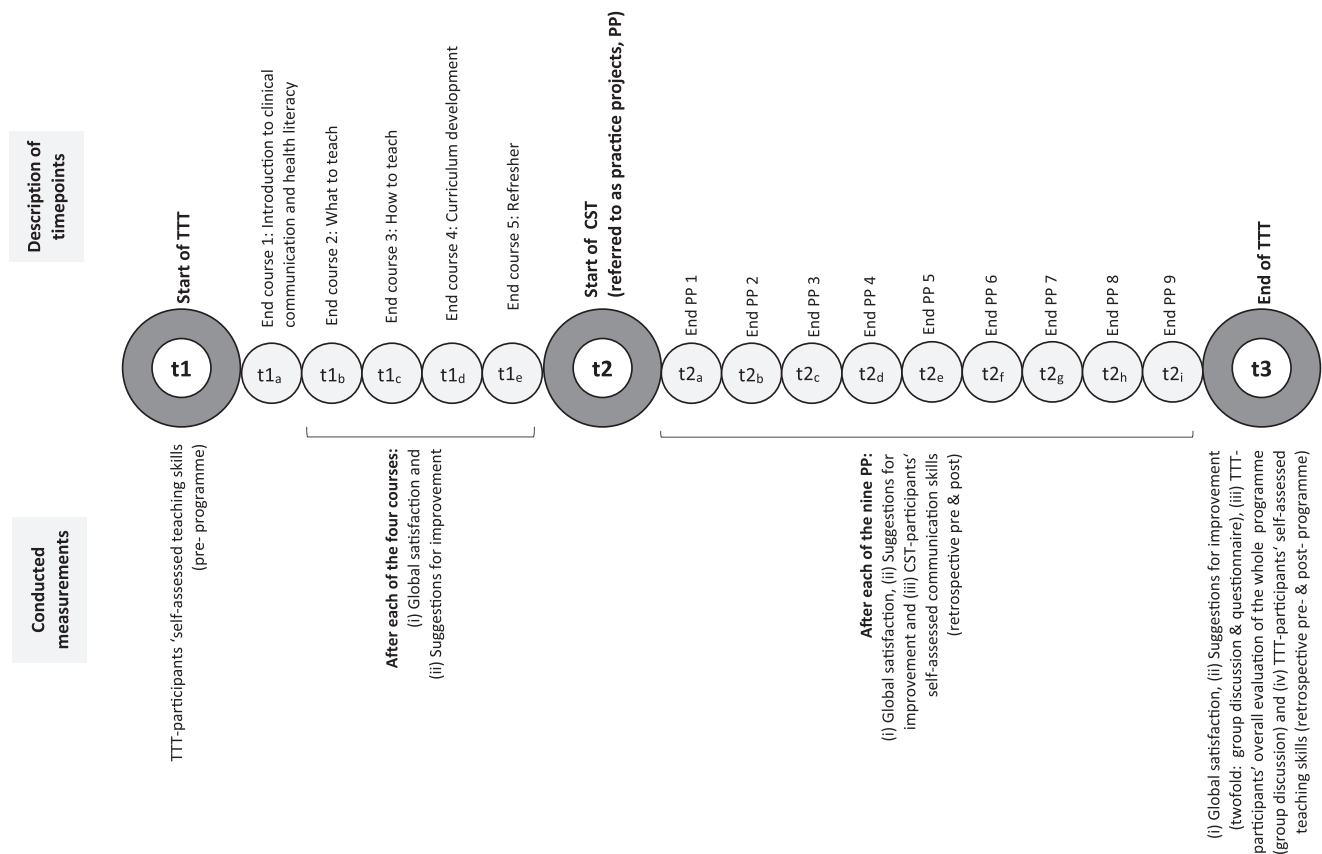 Description of
timepoints
Start of TTT
End course 1: Introduction to clinical
communication and health literacy
End course 2: What to teach
End course 3: How to teach
End course 4: Curriculum development
End course 5: Refresher
Start of CST
(referred to as practice projects, PP)
End PP 1
End PP 2
End PP 3
End PP 4
End PP 5
End PP 6
End PP 7
End PP 8
End PP 9
End of TTT
t1
t1a
t1b
t1c
t1d
t1e
t2
t2a
t2b
t2c
t2d
t2e
t2f
t2g
t2h
t2i
t3
Conducted
measurements
TTT-participants ‘self-assessed teaching skills
(pre- programme)
After each of the four courses:
(i) Global satisfaction and
(ii) Suggestions for improvement
After each of the nine PP:
(i) Global satisfaction, (ii) Suggestions for
improvement and (iii) CST-participants‘
self-assessed communication skills
(retrospective pre & post)
(i) Global satisfaction, (ii) Suggestions for improvement
(twofold: group discussion & questionnaire), (iii) TTT-
participants’ overall evaluation of the whole programme
(group discussion) and (iv) TTT-participants’ self-assessed
teaching skills (retrospective pre- & post- programme)